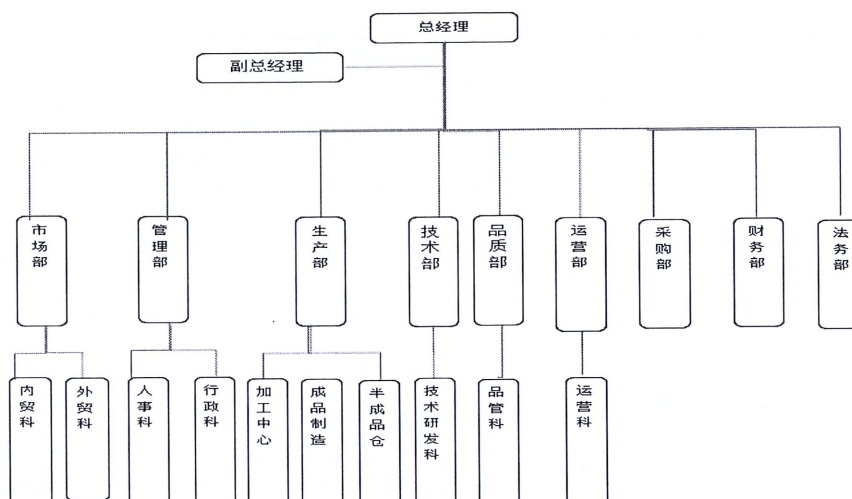 总经理
副总经理
市场部
管理部
生产部
技术部
品质部
运营部
采购部
财务部
法务部
内贸科
外贸科
人事科
行政科
加工中心
成品制造
半成品仓
技术研发科
品管科
运营科